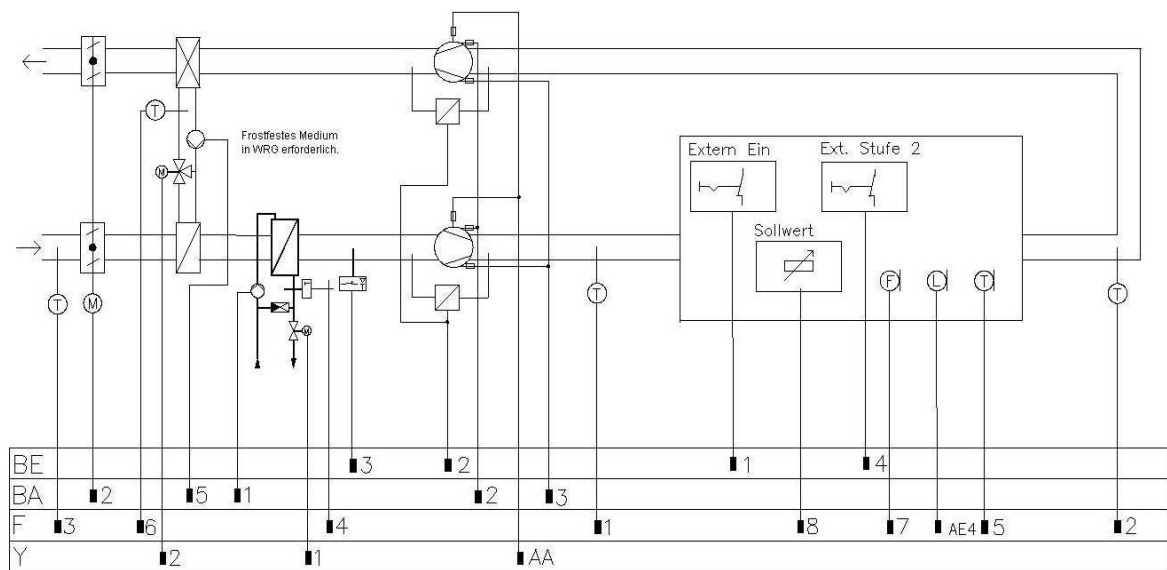 T
Frostfestes Medium
in WRG erforderlich.
M
Extern Ein
Ext. Stufe 2
Sollwert
T
M
M
T
F
L
T
T
BE
3
2
1
4
BA
2
5
1
2
3
F
3
6
4
1
8
7
AE4
5
2
Y
2
1
AA